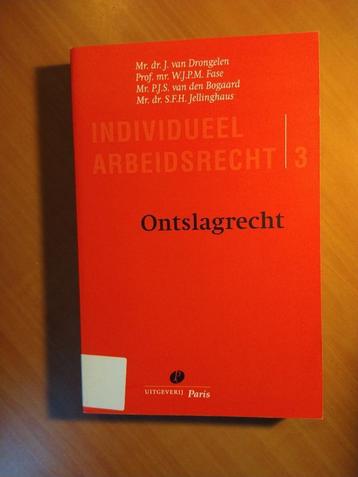 Mr. dr. J. van Drongelen
Prof. mr. W.J.P.M. Fase
Mr. P.J.S. van den Bogaard
Mr. dr. S.F.H. Jellinghaus
INDIVIDUEEL
ARBEIDSRECHT 3
Ontslagrecht
P
UITGEVERIJ Paris